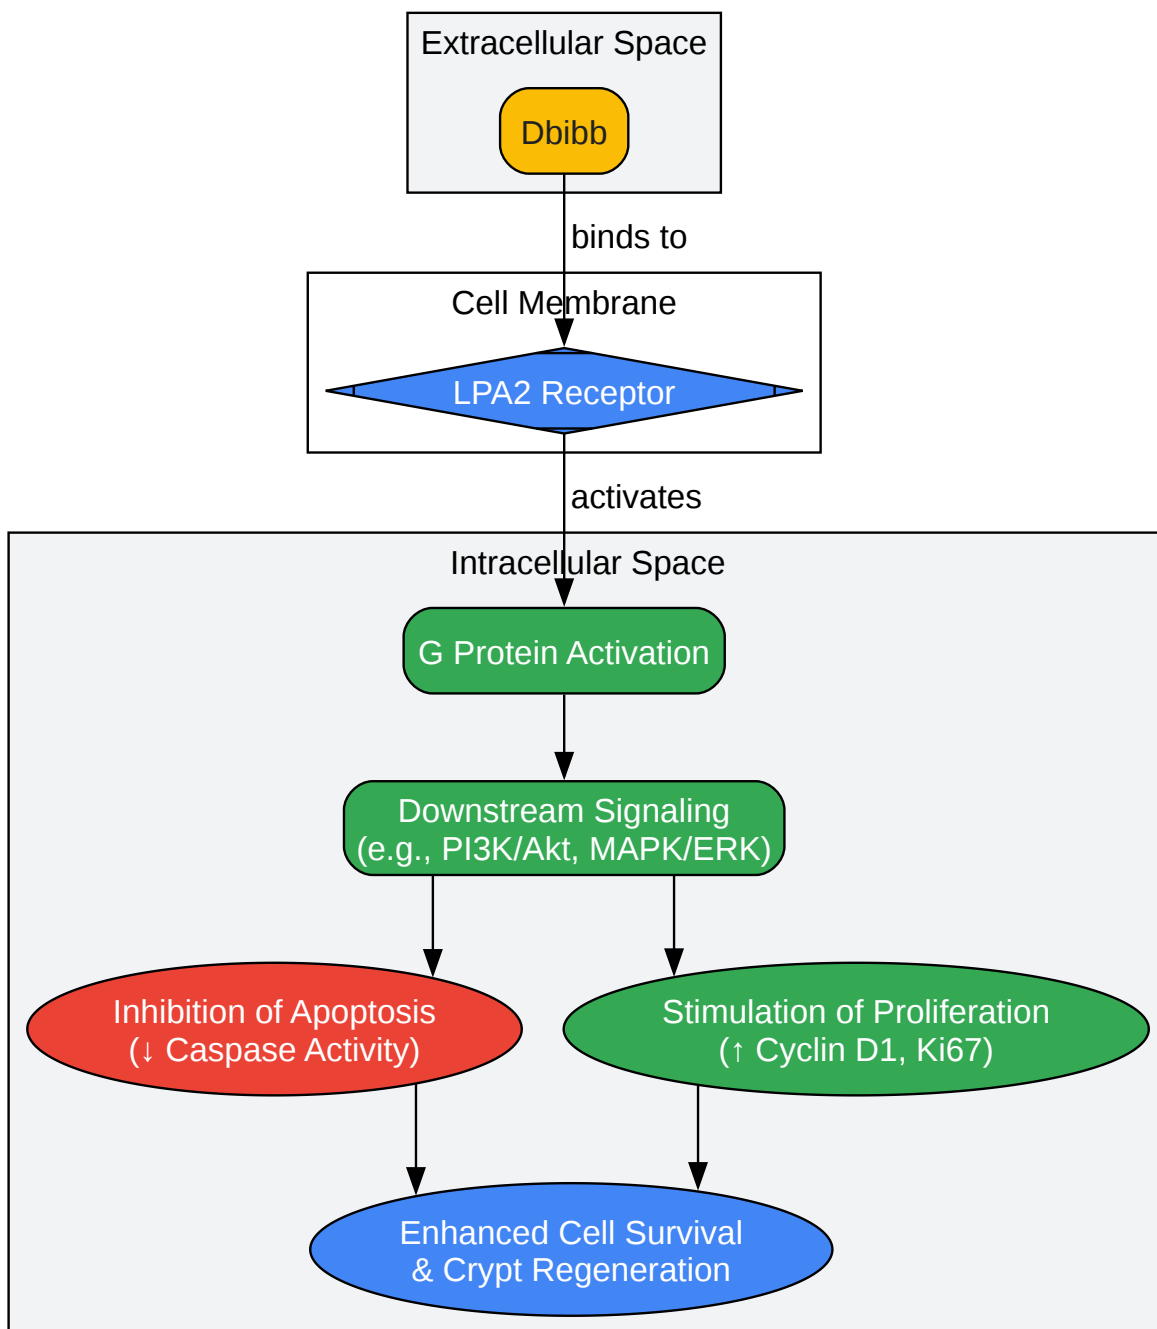 Extracellular Space
Dbibb
binds to
Cell Membrane
LPA2 Receptor
activates
Intracellular Space
G Protein Activation
Downstream Signaling
(e.g., PI3K/Akt, MAPK/ERK)
Inhibition of Apoptosis
(↓ Caspase Activity)
Stimulation of Proliferation
(↑ Cyclin D1, Ki67)
Enhanced Cell Survival
& Crypt Regeneration